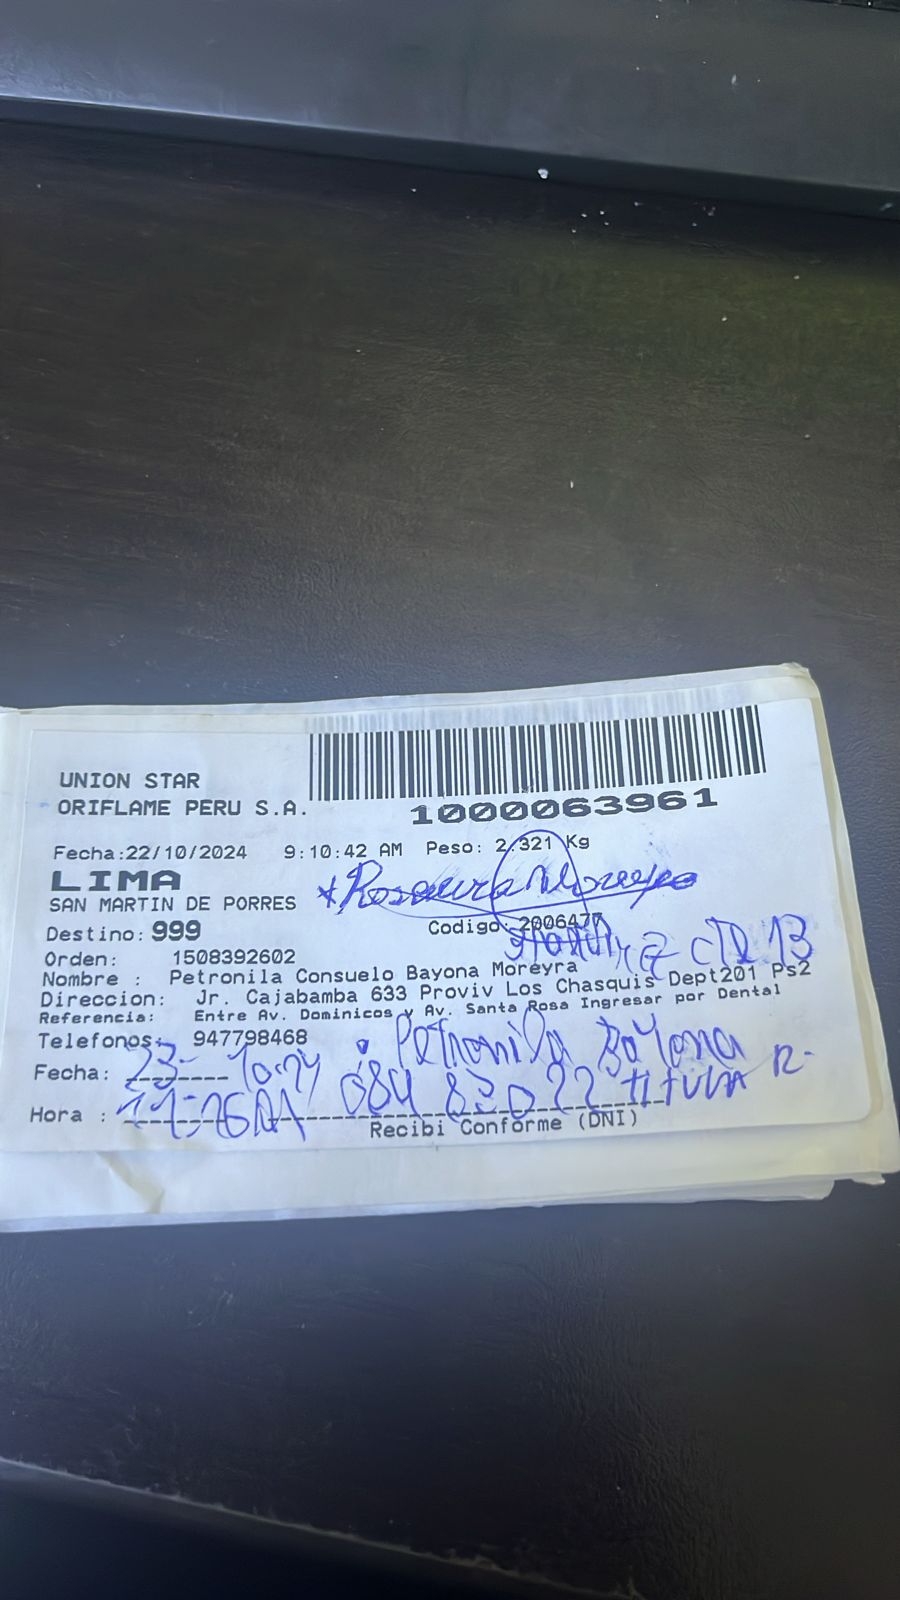 UNION STAR
ORIFLAME PERU S.A.
1000063961
Fecha:22/10/2024 9:10:42 AM Peso: 2.321 Kg
LIMA
SAN MARTIN DE PORRES
Destino: 999 Codigo: 2006477
Orden: 1508392602
Nombre : Petronila Consuelo Bayona Moreyra
Direccion: Jr. Cajabamba 633 Proviv Los Chasquis Dept201 Ps2
Referencia: Entre Av. Dominicos y Av. Santa Rosa Ingresar por Dental
Telefonos: 947798468
Petronila Bayona
Fecha: 23- 10-24
TITULAR
Hora :
Recibi Conforme (DNI)